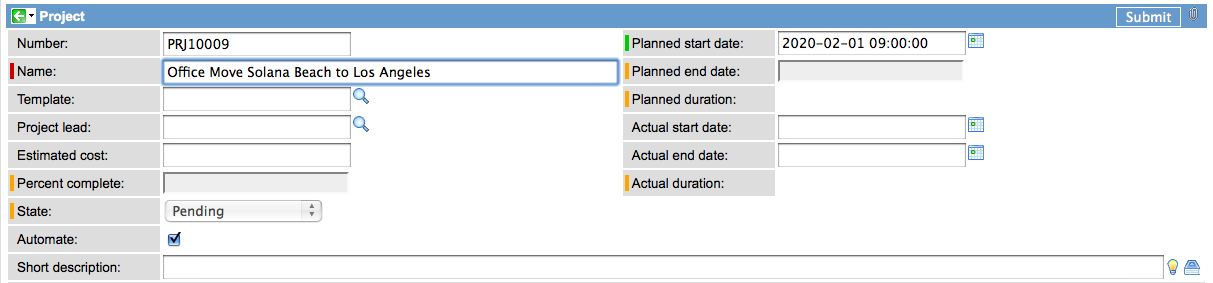 Project Submit
Number: PRJ10009 Planned start date: 2020-02-01 09:00:00
Name: Office Move Solana Beach to Los Angeles Planned end date:
Template: Planned duration:
Project lead: Actual start date:
Estimated cost: Actual end date:
Percent complete: Actual duration:
State: Pending
Automate:
Short description: